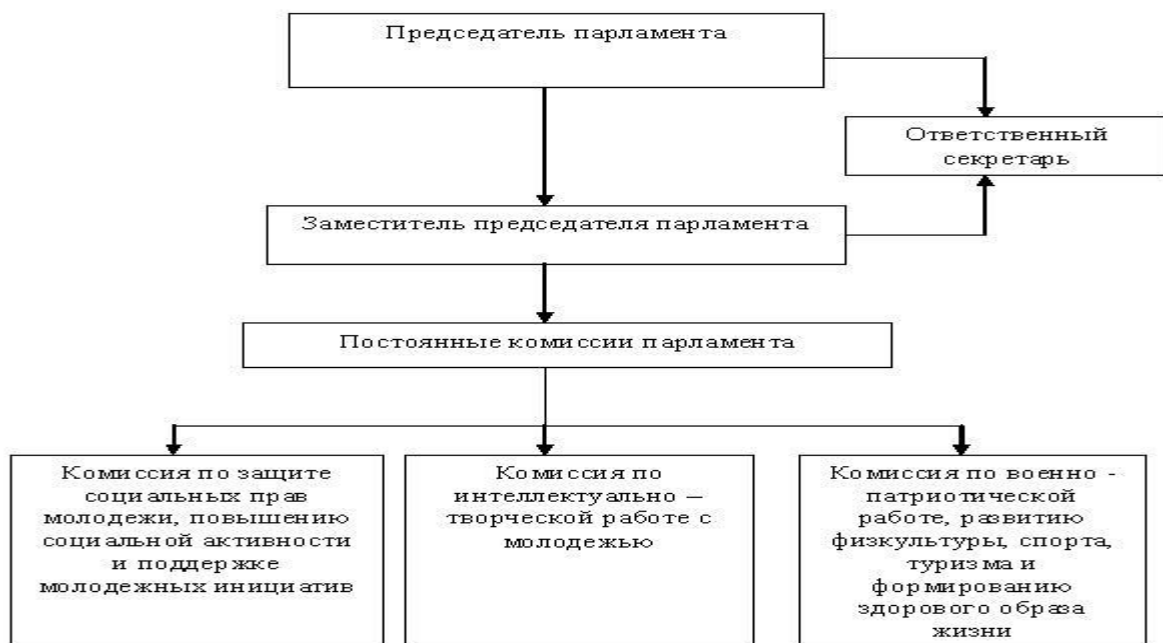 Председатель парламента
Ответственный
секретарь
Заместитель председателя парламента
Постоянные комиссии парламента
Комиссия по защите
социальных прав
молодежи, повышению
социальной активности
и поддержке
молодежных инициатив
Комиссия по
интеллектуально –
творческой работе с
молодежью
Комиссия по военно -
патриотической
работе, развитию
физкультуры, спорта,
туризма и
формированию
здорового образа
жизни